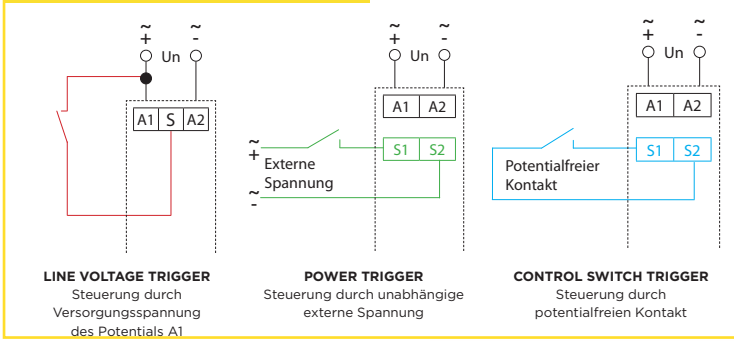 ~ ~
+ Un -
A1 S A2
LINE VOLTAGE TRIGGER
Steuerung durch
Versorgungsspannung
des Potentials A1
~ ~
+ Un -
A1 A2
S1 S2
~
+
Externe
Spannung
~
-
POWER TRIGGER
Steuerung durch unabhängige
externe Spannung
~ ~
+ Un -
A1 A2
S1 S2
Potentialfreier
Kontakt
CONTROL SWITCH TRIGGER
Steuerung durch
potentialfreien Kontakt